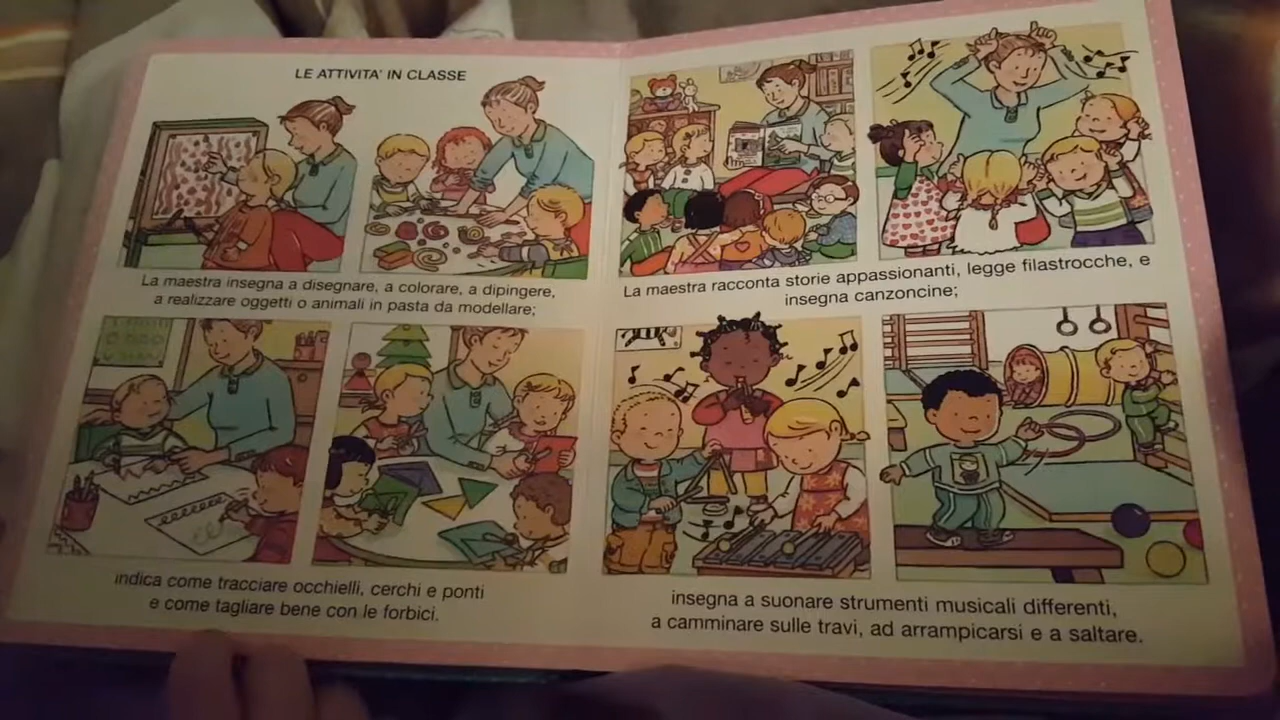 LE ATTIVITA' IN CLASSE
La maestra insegna a disegnare, a colorare, a dipingere,
a realizzare oggetti o animali in pasta da modellare;
indica come tracciare occhielli, cerchi e ponti
e come tagliare bene con le forbici.
La maestra racconta storie appassionanti, legge filastrocche, e
insegna canzoncine;
insegna a suonare strumenti musicali differenti,
a camminare sulle travi, ad arrampicarsi e a saltare.